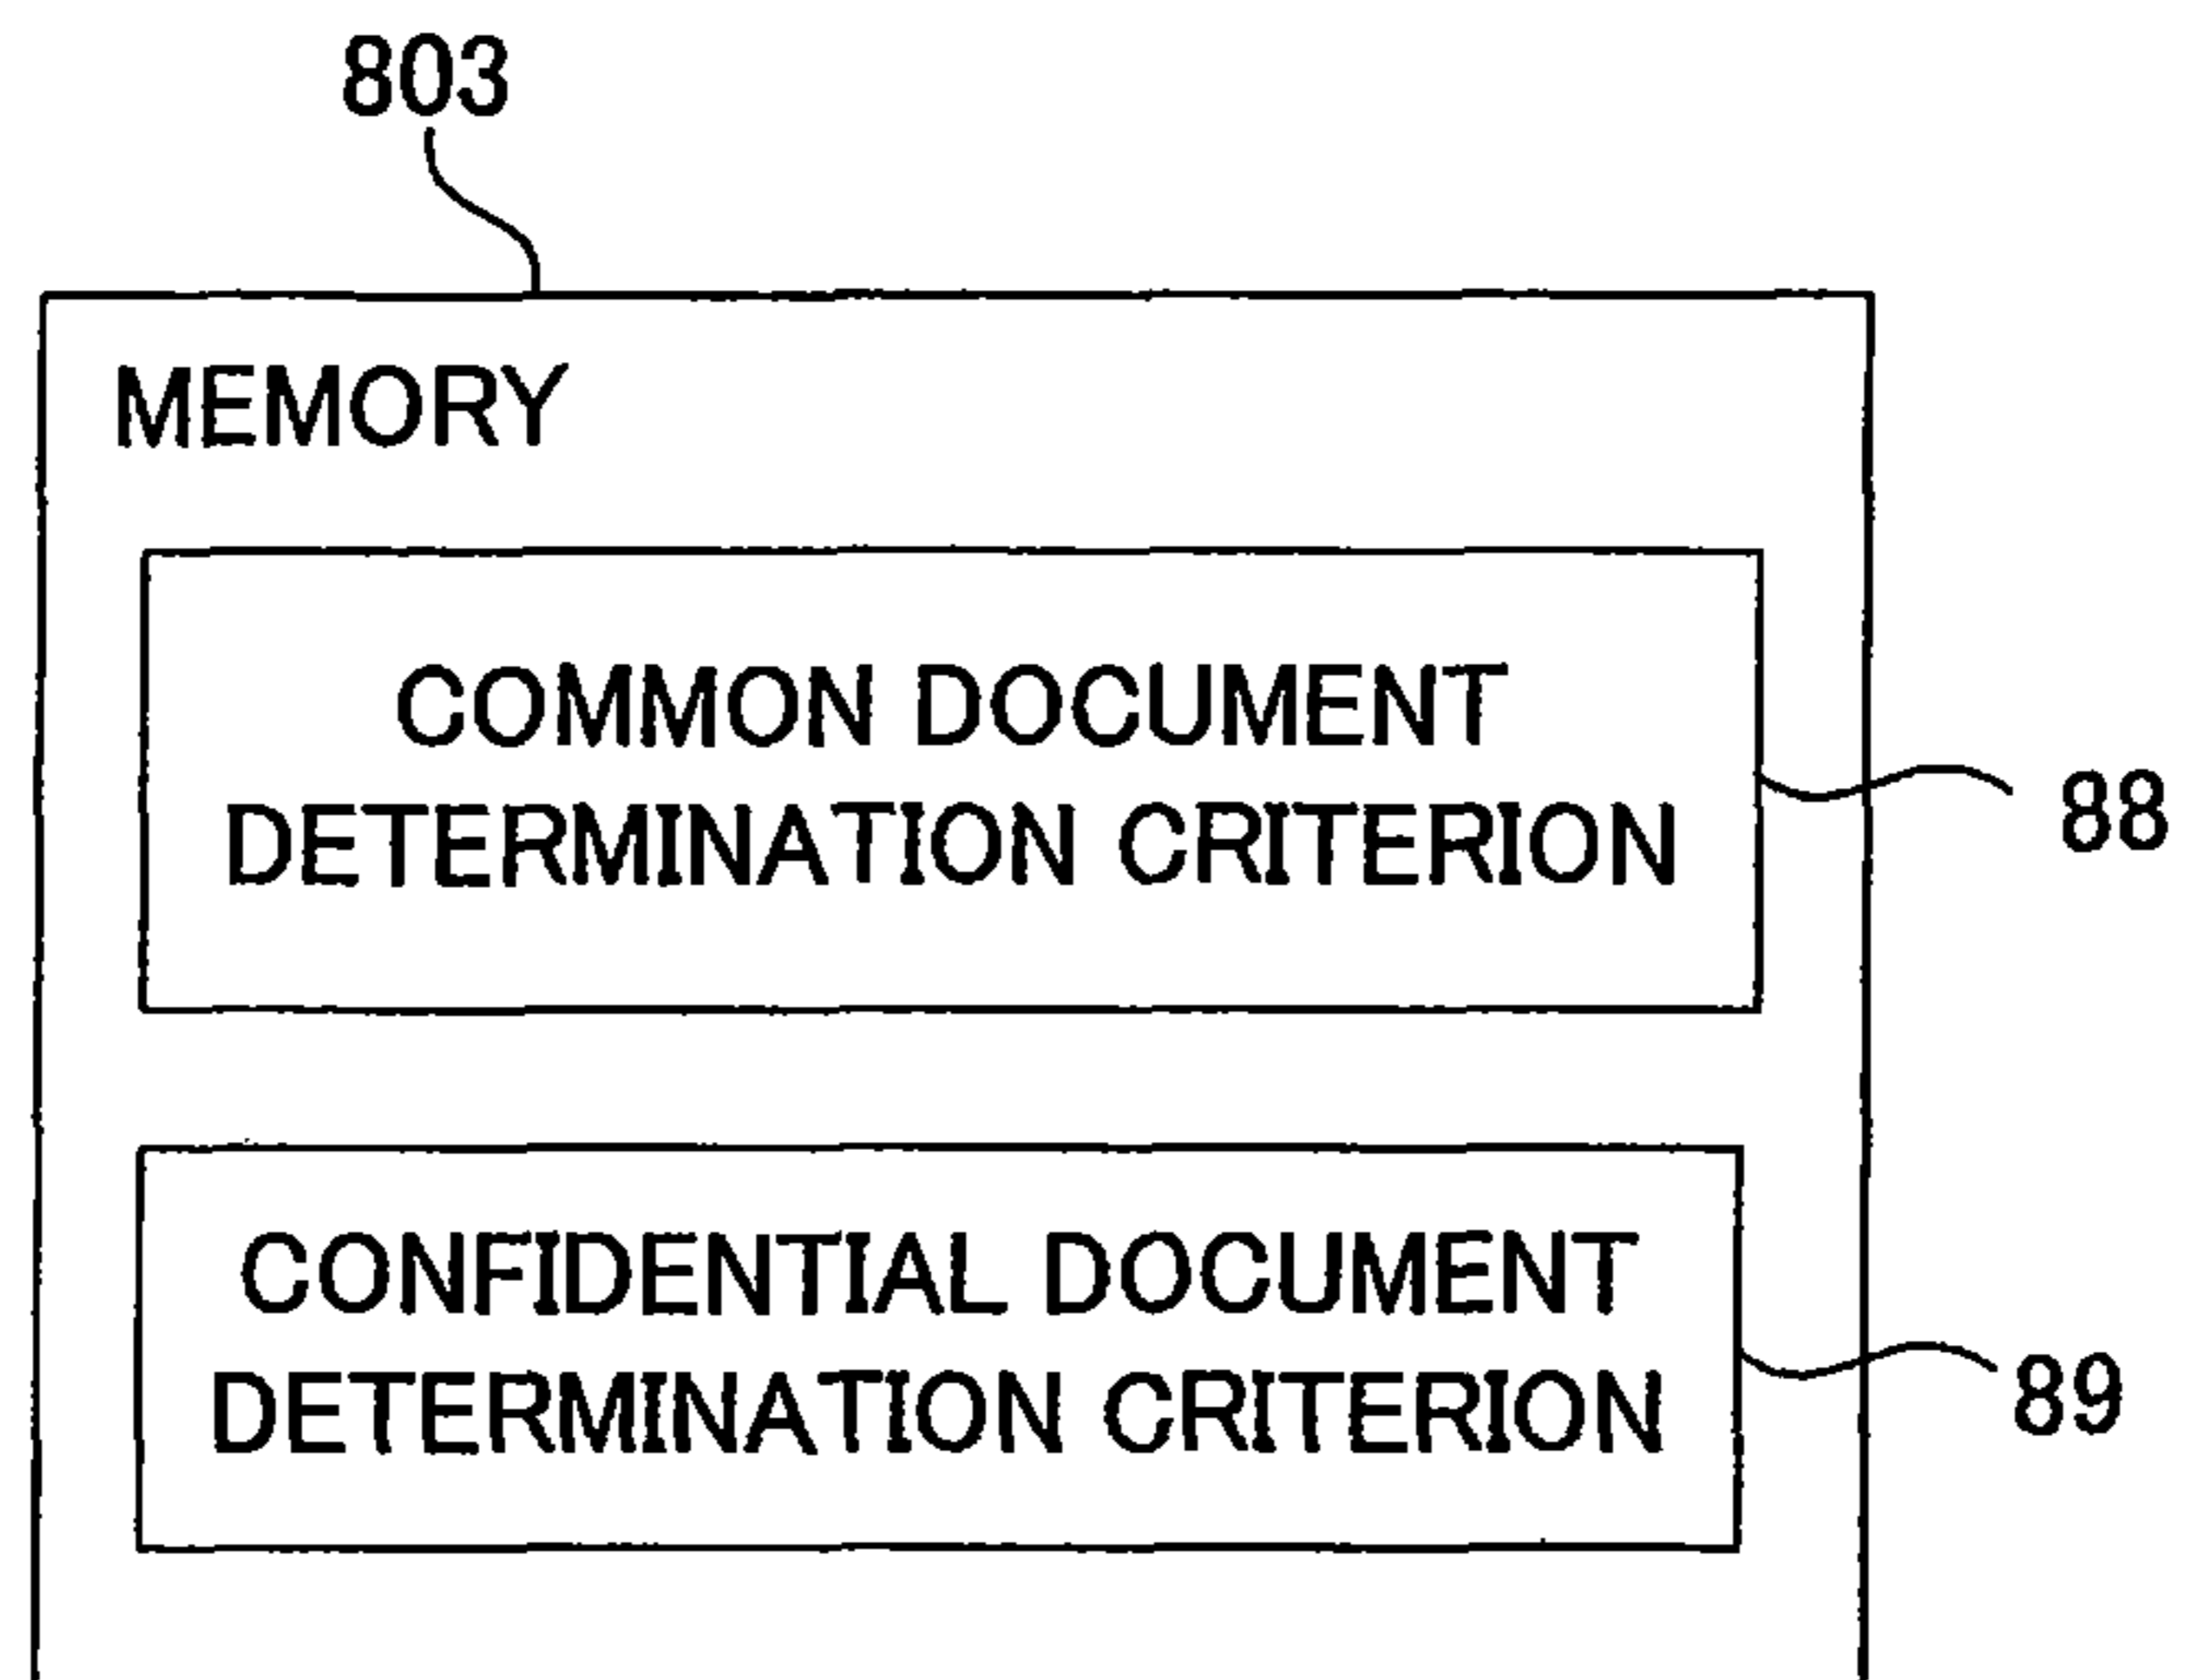 803
MEMORY
COMMON DOCUMENT
DETERMINATION CRITERION
88
CONFIDENTIAL DOCUMENT
DETERMINATION CRITERION
89